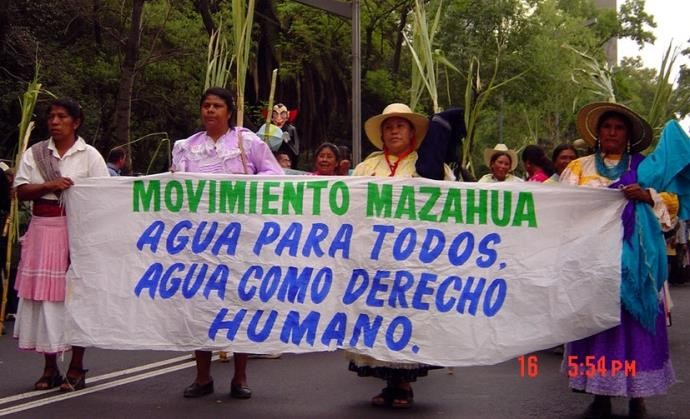 MOVIMIENTO MAZAHUA
AGUA PARA TODOS,
AGUA COMO DERECHO
HUMANO.
16 5:54 PM